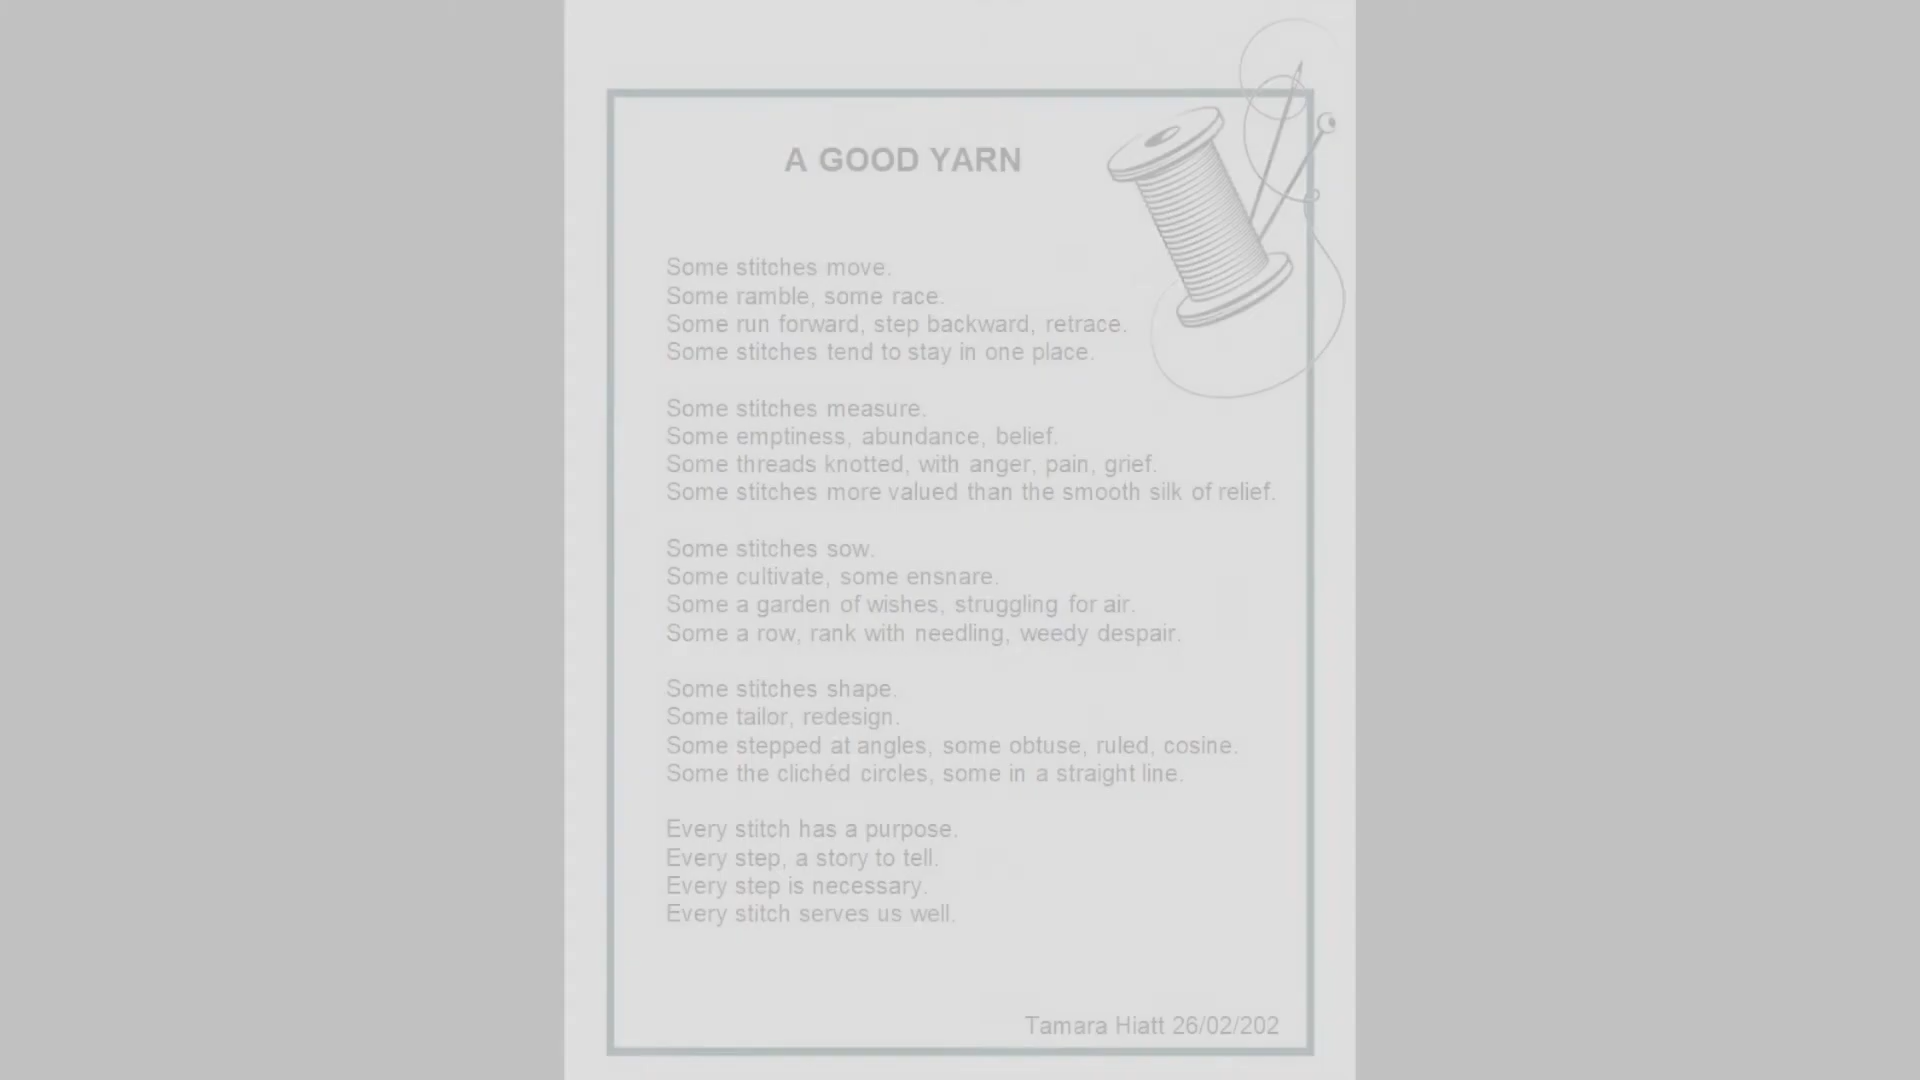 A GOOD YARN
Some stitches move.
Some ramble, some race.
Some run forward, step backward, retrace.
Some stitches tend to stay in one place.
Some stitches measure.
Some emptiness, abundance, belief.
Some threads knotted, with anger, pain, grief.
Some stitches more valued than the smooth silk of relief.
Some stitches sow.
Some cultivate, some ensnare.
Some a garden of wishes, struggling for air.
Some a row, rank with needling, weedy despair.
Some stitches shape.
Some tailor, redesign.
Some stepped at angles, some obtuse, ruled, cosine.
Some the clichéd circles, some in a straight line.
Every stitch has a purpose.
Every step, a story to tell.
Every step is necessary.
Every stitch serves us well.
Tamara Hiatt 26/02/202